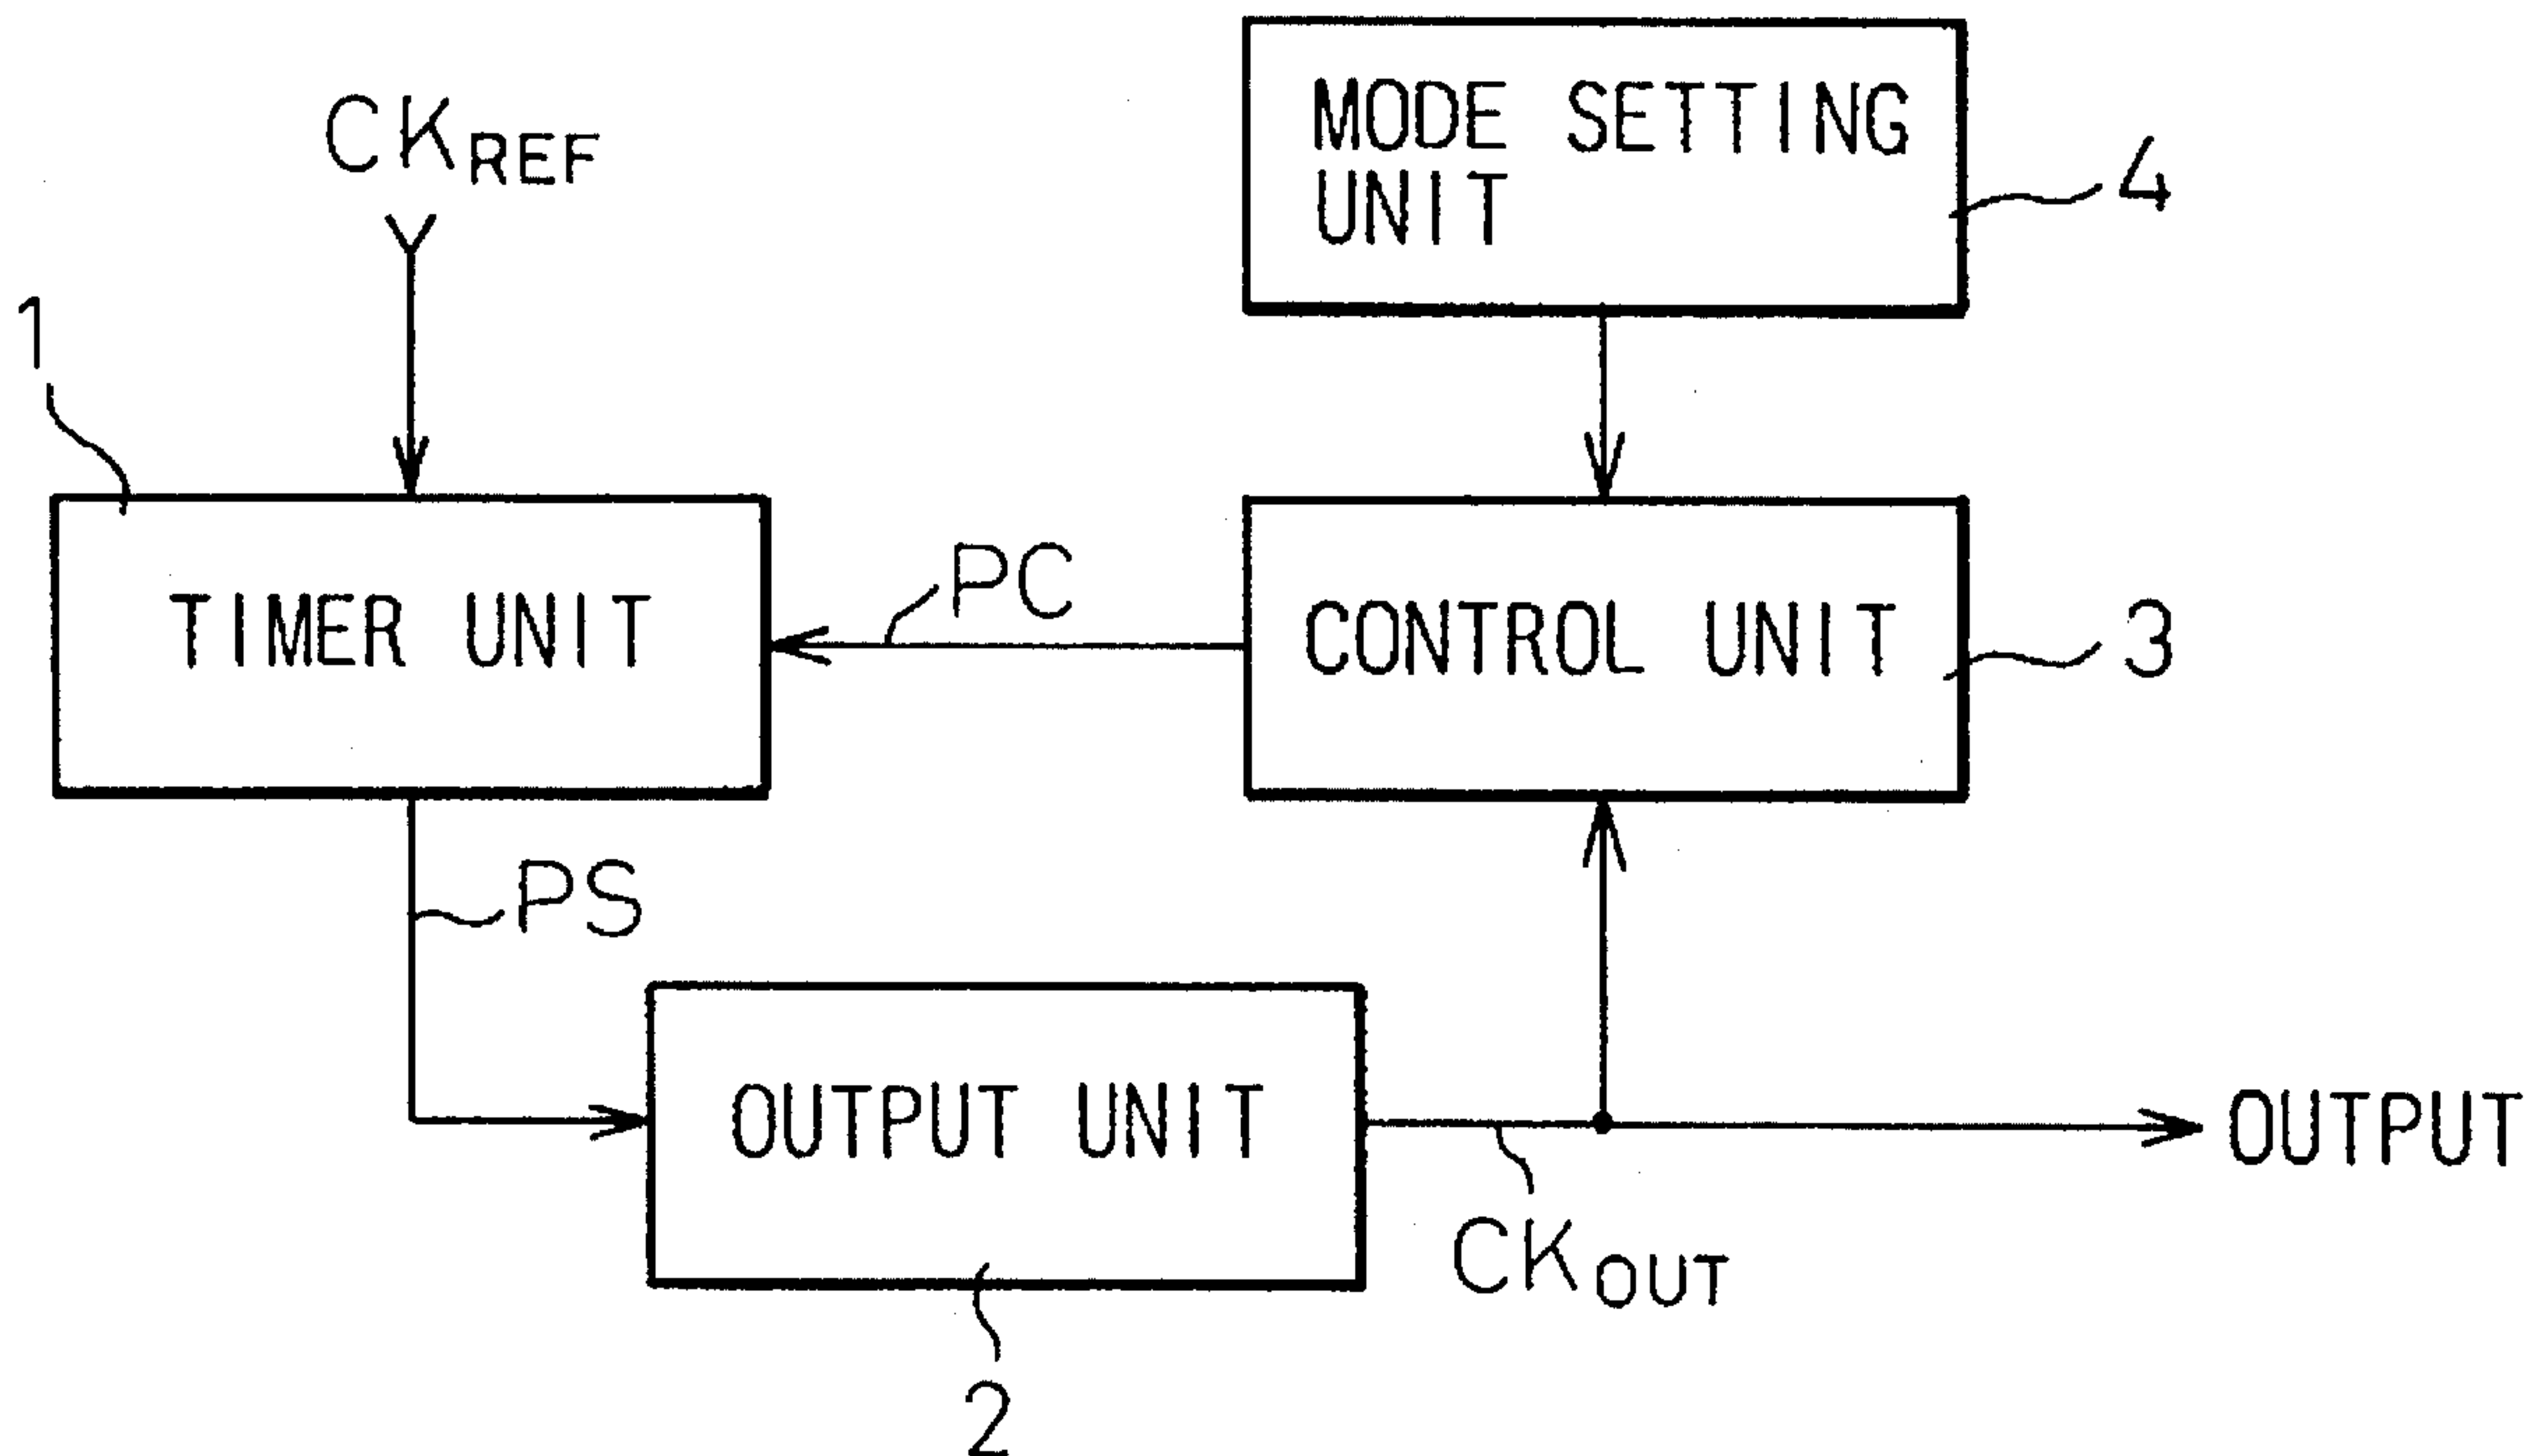 MODE SETTING
UNIT
4
CKREF
1
TIMER UNIT
PC
CONTROL UNIT
3
PS
OUTPUT UNIT
OUTPUT
CKOUT
2